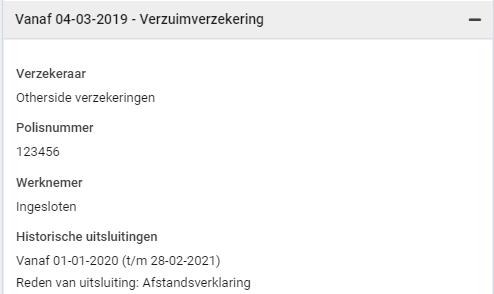 Vanaf 04-03-2019 - Verzuimverzekering
Verzekeraar
Otherside verzekeringen
Polisnummer
123456
Werknemer
Ingesloten
Historische uitsluitingen
Vanaf 01-01-2020 (t/m 28-02-2021)
Reden van uitsluiting: Afstandsverklaring